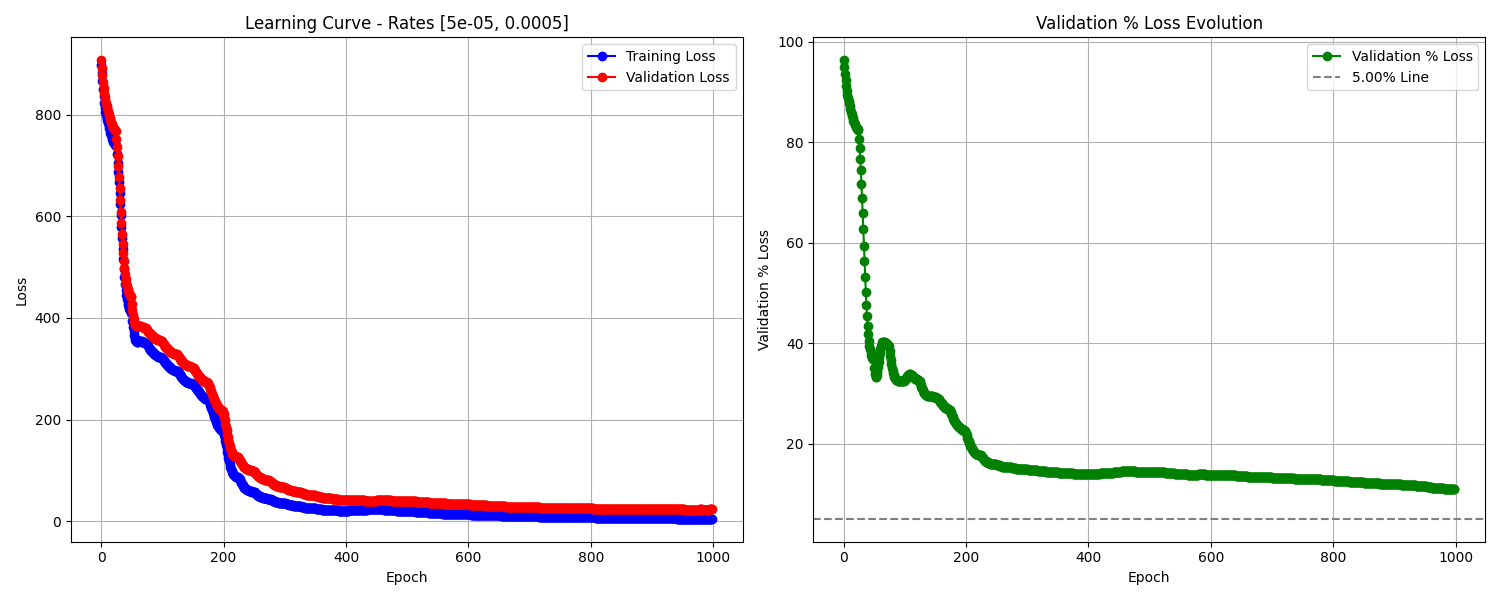 Learning Curve - Rates [5e-05, 0.0005]
Training Loss
Validation Loss
Loss
800
600
400
200
0
0 200 400 600 800 1000
Epoch
Validation % Loss Evolution
Validation % Loss
5.00% Line
Validation % Loss
100
80
60
40
20
0 200 400 600 800 1000
Epoch